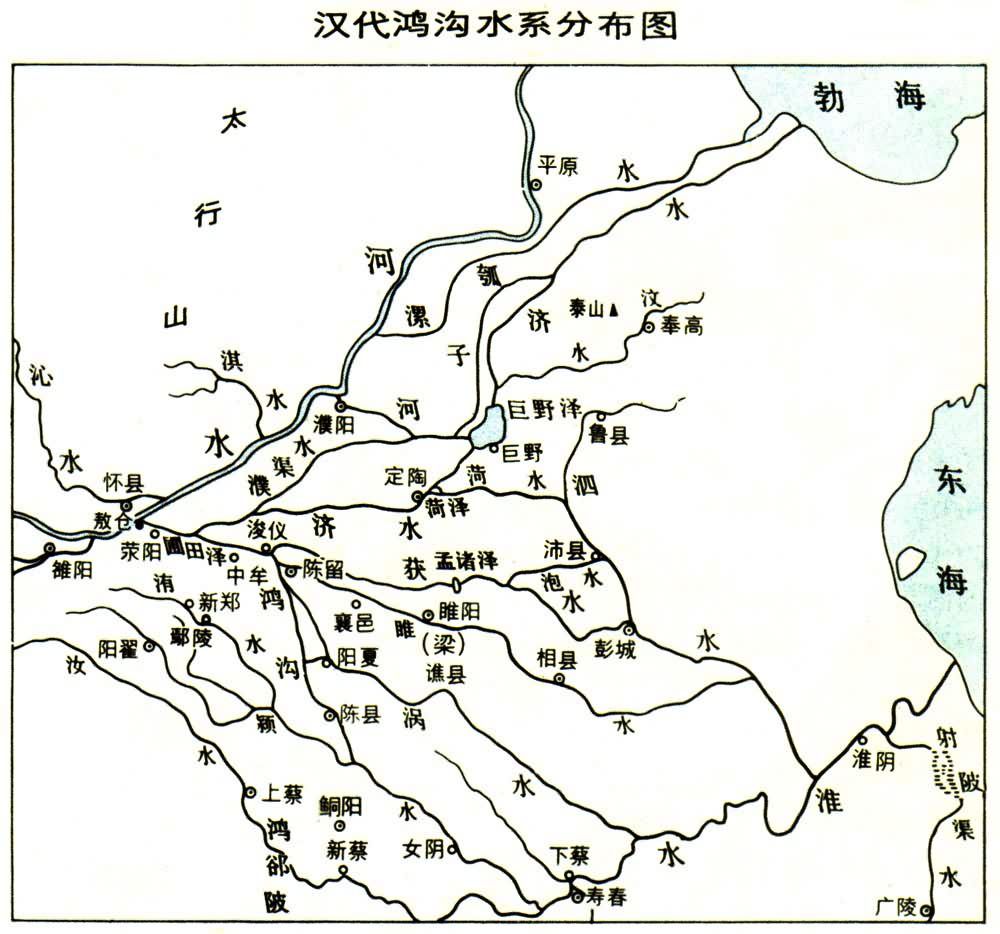 汉代鸿沟水系分布图
勃海
太行山
平原
河水
漯水
瓠子河
济水
泰山
汶水
奉高
沁水
淇水
濮阳
巨野泽
鲁县
巨野
濮渠水
怀县
定陶
菏水
泗水
菏泽
敖仓
荥阳
圃田泽
浚仪
济水
东海
雒阳
中牟
陈留
获水
孟诸泽
沛县
泡水
洧水
新郑
鸿沟
襄邑
睢水
睢阳
(梁)
彭城
鄢陵
阳翟
阳夏
谯县
相县
汝水
颍水
陈县
涡水
淮阴
射陂
上蔡
鲖阳
淮水
渠水
鸿郤陂
新蔡
女阴
下蔡
寿春
广陵